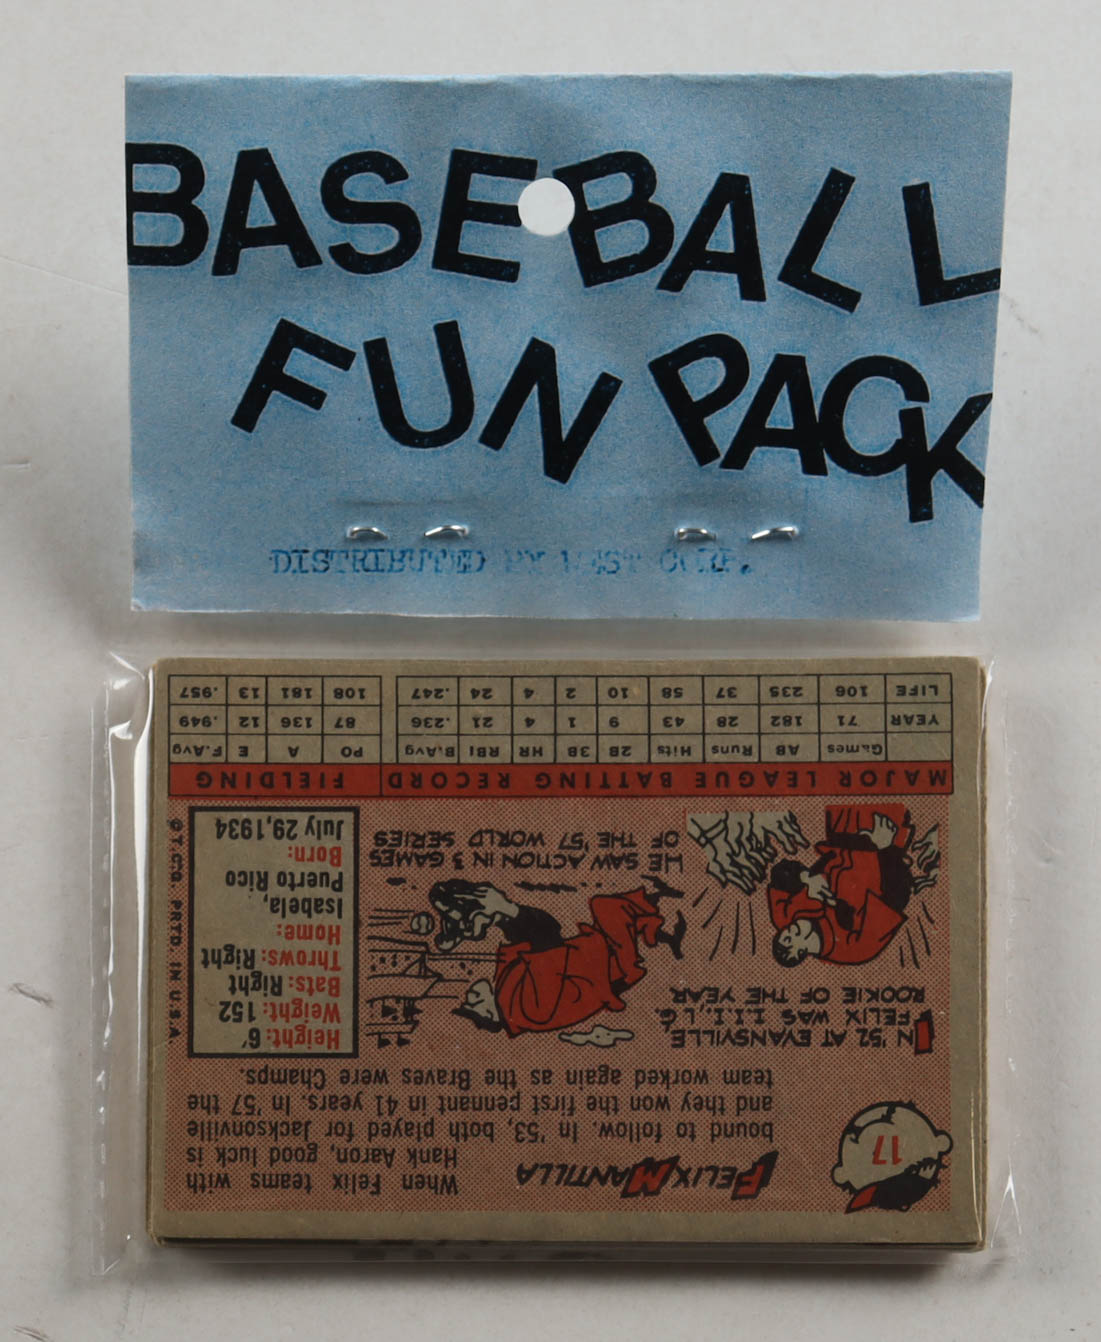 BASEBALL
FUN PACK
DISTRIBUTED BY WEST CORP.
17
FELIX MANTILLA
When Felix teams with
Hank Aaron, good luck is
bound to follow. In '53, both played for Jacksonville
and they won the first pennant in 41 years. In '57 the
team worked again as the Braves were Champs.
IN '52 AT EVANSVILLE
FELIX WAS I.I.I. L'G.
ROOKIE OF THE YEAR
HE SAW ACTION IN 3 GAMES
OF THE '57 WORLD SERIES
Height: 6'
Weight: 152
Bats: Right
Throws: Right
Home:
Isabela,
Puerto Rico
Born:
July 29, 1934
© T.C.G. PRTD. IN U.S.A.
MAJOR LEAGUE BATTING RECORD FIELDING
Games AB Runs Hits 2B 3B HR RBI B.Avg PO A E F.Avg
YEAR 71 182 28 43 9 1 4 21 .236 87 136 12 .949
LIFE 106 235 37 58 10 2 4 24 .247 108 181 13 .957